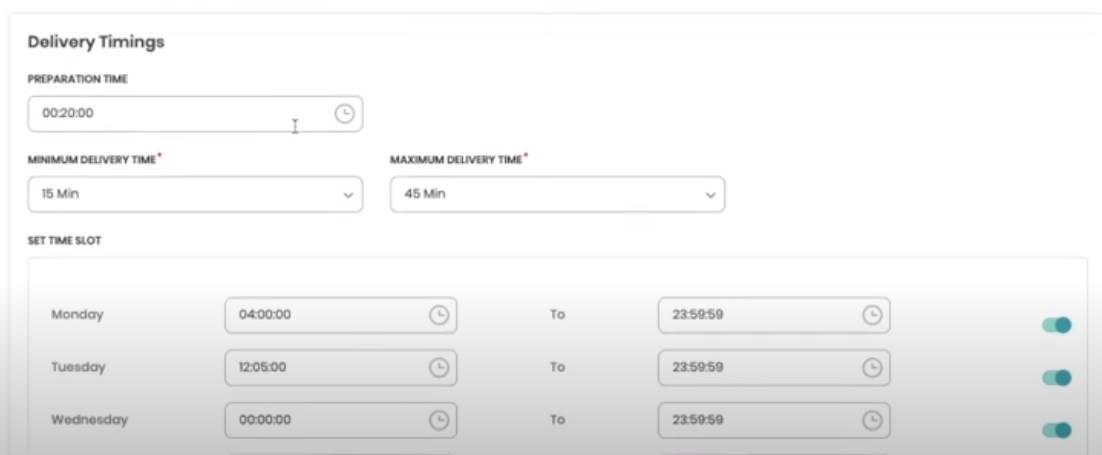 Delivery Timings
PREPARATION TIME
00:20:00
MINIMUM DELIVERY TIME* MAXIMUM DELIVERY TIME*
15 Min 45 Min
SET TIME SLOT
Monday 04:00:00 To 23:59:59
Tuesday 12:05:00 To 23:59:59
Wednesday 00:00:00 To 23:59:59